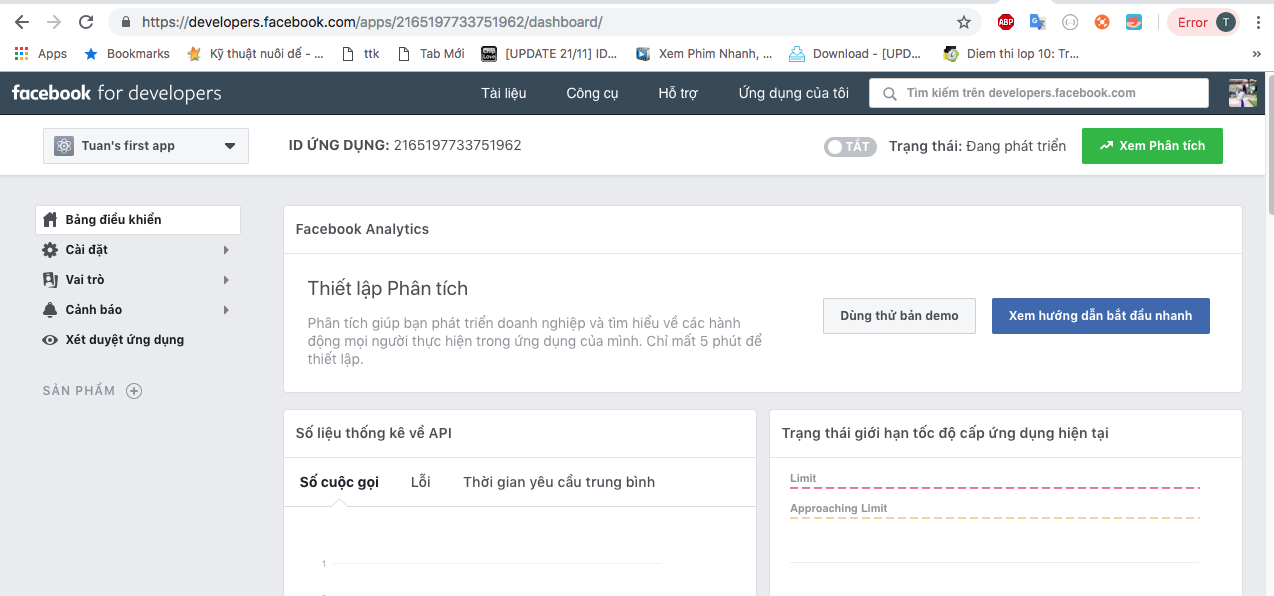 https://developers.facebook.com/apps/2165197733751962/dashboard/
ABP
Error T
Apps Bookmarks Kỹ thuật nuôi dế - ... ttk Tab Mới [UPDATE 21/11] ID... Xem Phim Nhanh, ... Download - [UPD... Diem thi lop 10: Tr... »
facebook for developers Tài liệu Công cụ Hỗ trợ Ứng dụng của tôi Tìm kiếm trên developers.facebook.com
Tuan's first app ID ỨNG DỤNG: 2165197733751962 TẮT Trạng thái: Đang phát triển Xem Phân tích
Bảng điều khiển
Cài đặt
Vai trò
Cảnh báo
Xét duyệt ứng dụng
SẢN PHẨM
Facebook Analytics
Thiết lập Phân tích
Phân tích giúp bạn phát triển doanh nghiệp và tìm hiểu về các hành
động mọi người thực hiện trong ứng dụng của mình. Chỉ mất 5 phút để
thiết lập.
Dùng thử bản demo
Xem hướng dẫn bắt đầu nhanh
Số liệu thống kê về API
Số cuộc gọi Lỗi Thời gian yêu cầu trung bình
1
Trạng thái giới hạn tốc độ cấp ứng dụng hiện tại
Limit
Approaching Limit